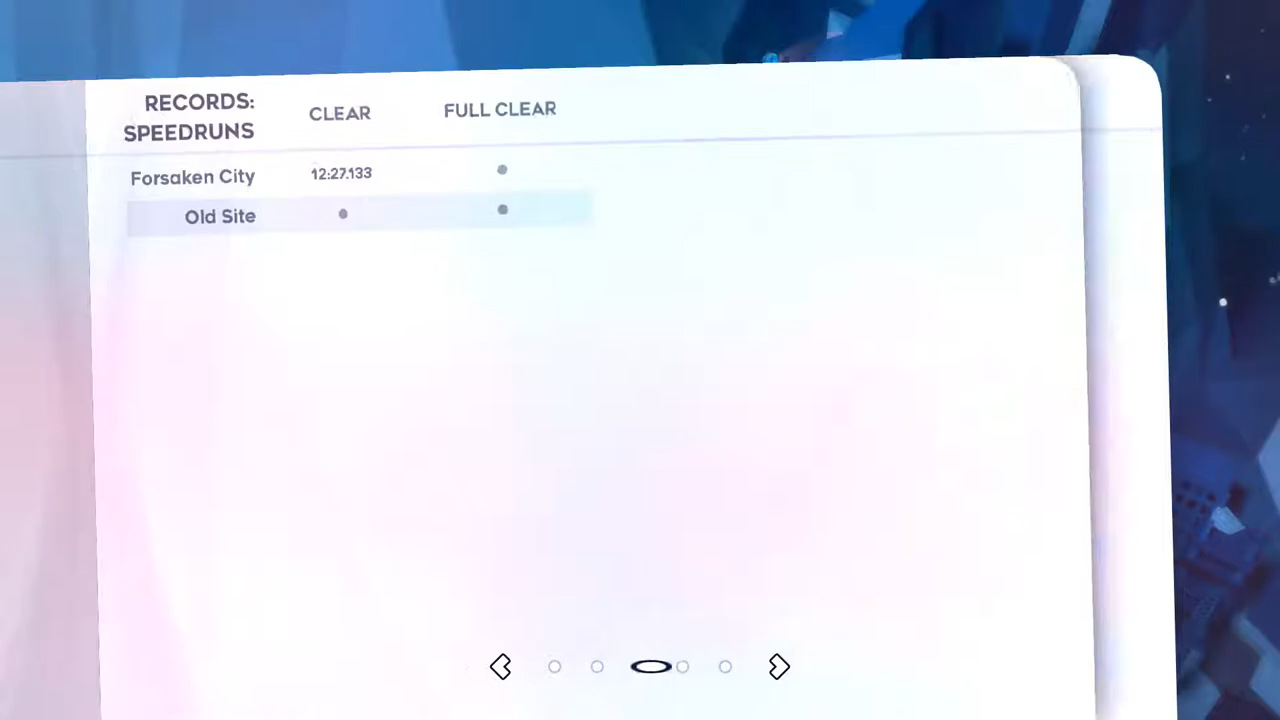 RECORDS:
SPEEDRUNS
CLEAR
FULL CLEAR
Forsaken City
12:27.133
Old Site